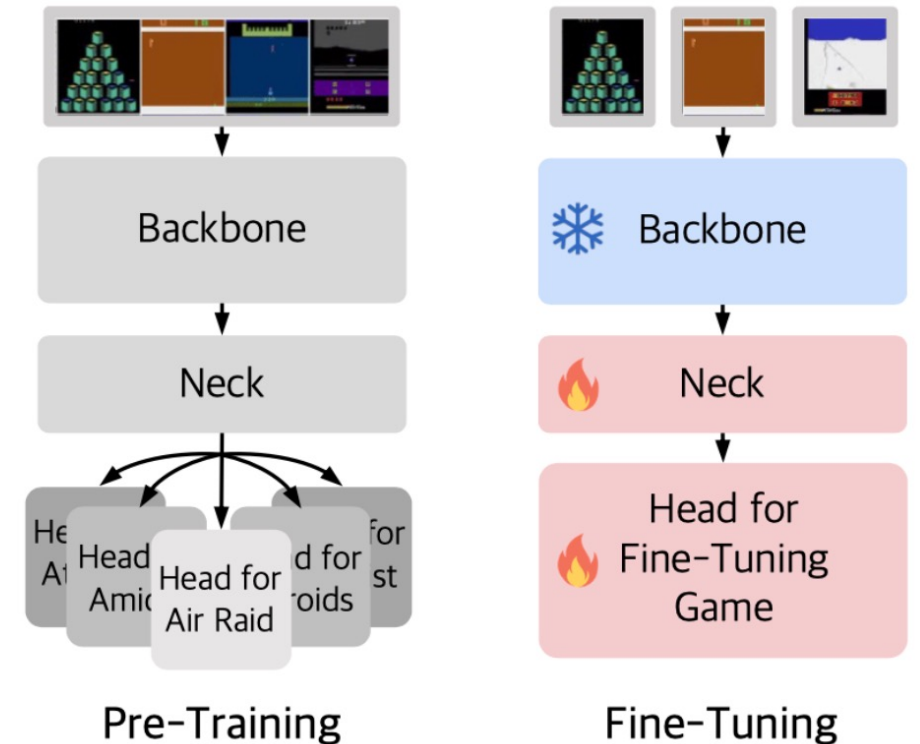 Backbone
Neck
He for
At st
Head d for
Amid roids
Head for
Air Raid
Pre-Training
Backbone
Neck
Head for
Fine-Tuning
Game
Fine-Tuning